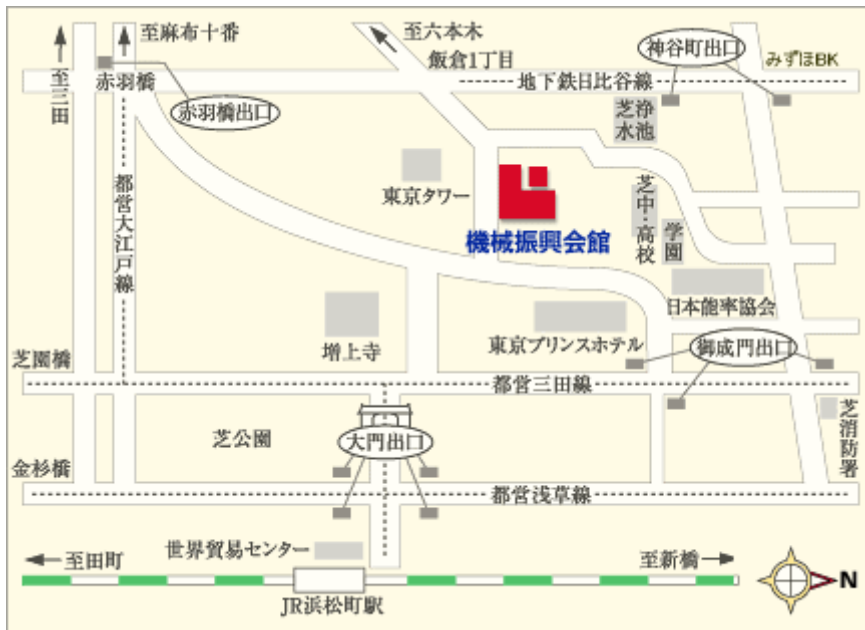 至麻布十番
至六本木
飯倉1丁目
神谷町出口
みずほBK
至三田
赤羽橋
地下鉄日比谷線
赤羽橋出口
芝浄水池
東京タワー
都営大江戸線
芝中・高校
学園
機械振興会館
日本能率協会
増上寺
東京プリンスホテル
御成門出口
芝園橋
都営三田線
芝公園
大門出口
芝消防署
金杉橋
都営浅草線
至田町
世界貿易センター
至新橋
N
JR浜松町駅